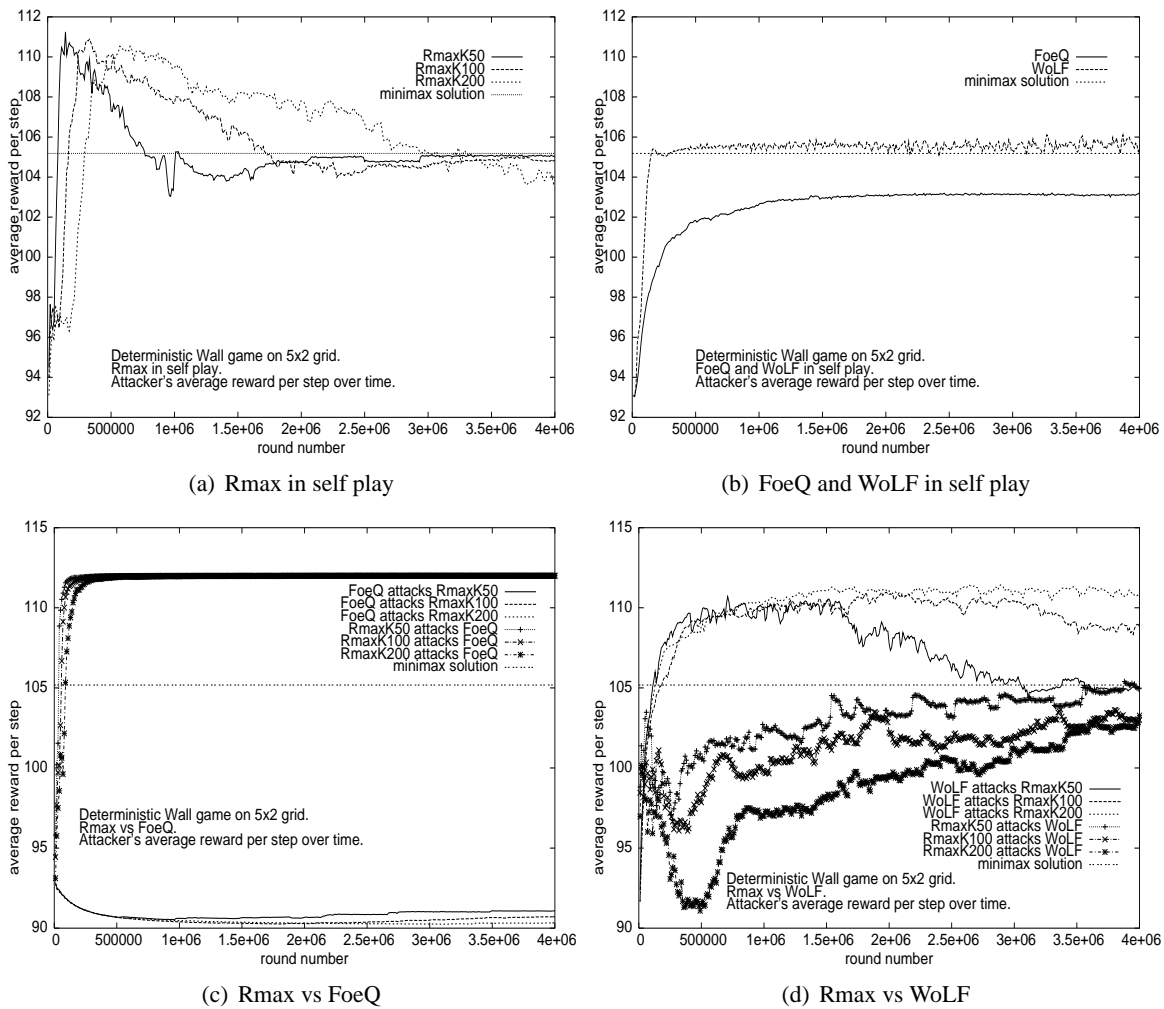 112
110
108
106
104
102
100
98
96
94
92
average reward per step
RmaxK50
RmaxK100
RmaxK200
minimax solution
Deterministic Wall game on 5x2 grid.
Rmax in self play.
Attacker's average reward per step over time.
0 500000 1e+06 1.5e+06 2e+06 2.5e+06 3e+06 3.5e+06 4e+06
round number
(a) Rmax in self play
112
110
108
106
104
102
100
98
96
94
92
average reward per step
FoeQ
WoLF
minimax solution
Deterministic Wall game on 5x2 grid.
FoeQ and WoLF in self play.
Attacker's average reward per step over time.
0 500000 1e+06 1.5e+06 2e+06 2.5e+06 3e+06 3.5e+06 4e+06
round number
(b) FoeQ and WoLF in self play
115
110
105
100
95
90
average reward per step
FoeQ attacks RmaxK50
FoeQ attacks RmaxK100
FoeQ attacks RmaxK200
RmaxK50 attacks FoeQ
RmaxK100 attacks FoeQ
RmaxK200 attacks FoeQ
minimax solution
Deterministic Wall game on 5x2 grid.
Rmax vs FoeQ.
Attacker's average reward per step over time.
0 500000 1e+06 1.5e+06 2e+06 2.5e+06 3e+06 3.5e+06 4e+06
round number
(c) Rmax vs FoeQ
115
110
105
100
95
90
average reward per step
WoLF attacks RmaxK50
WoLF attacks RmaxK100
WoLF attacks RmaxK200
RmaxK50 attacks WoLF
RmaxK100 attacks WoLF
RmaxK200 attacks WoLF
minimax solution
Deterministic Wall game on 5x2 grid.
Rmax vs WoLF.
Attacker's average reward per step over time.
0 500000 1e+06 1.5e+06 2e+06 2.5e+06 3e+06 3.5e+06 4e+06
round number
(d) Rmax vs WoLF